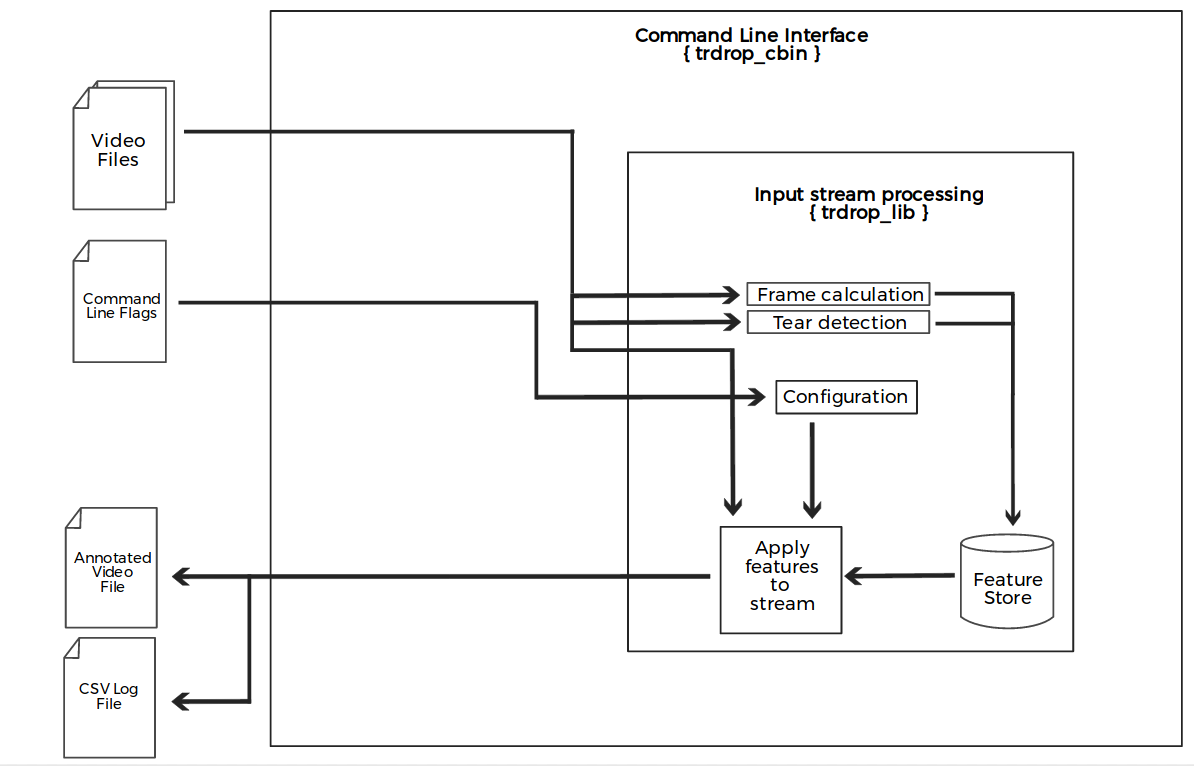 Command Line Interface
{ trdrop_cbin }
Video
Files
Input stream processing
{ trdrop_lib }
Command
Line Flags
Frame calculation
Tear detection
Configuration
Annotated
Video
File
Apply
features
to
stream
Feature
Store
CSV Log
File